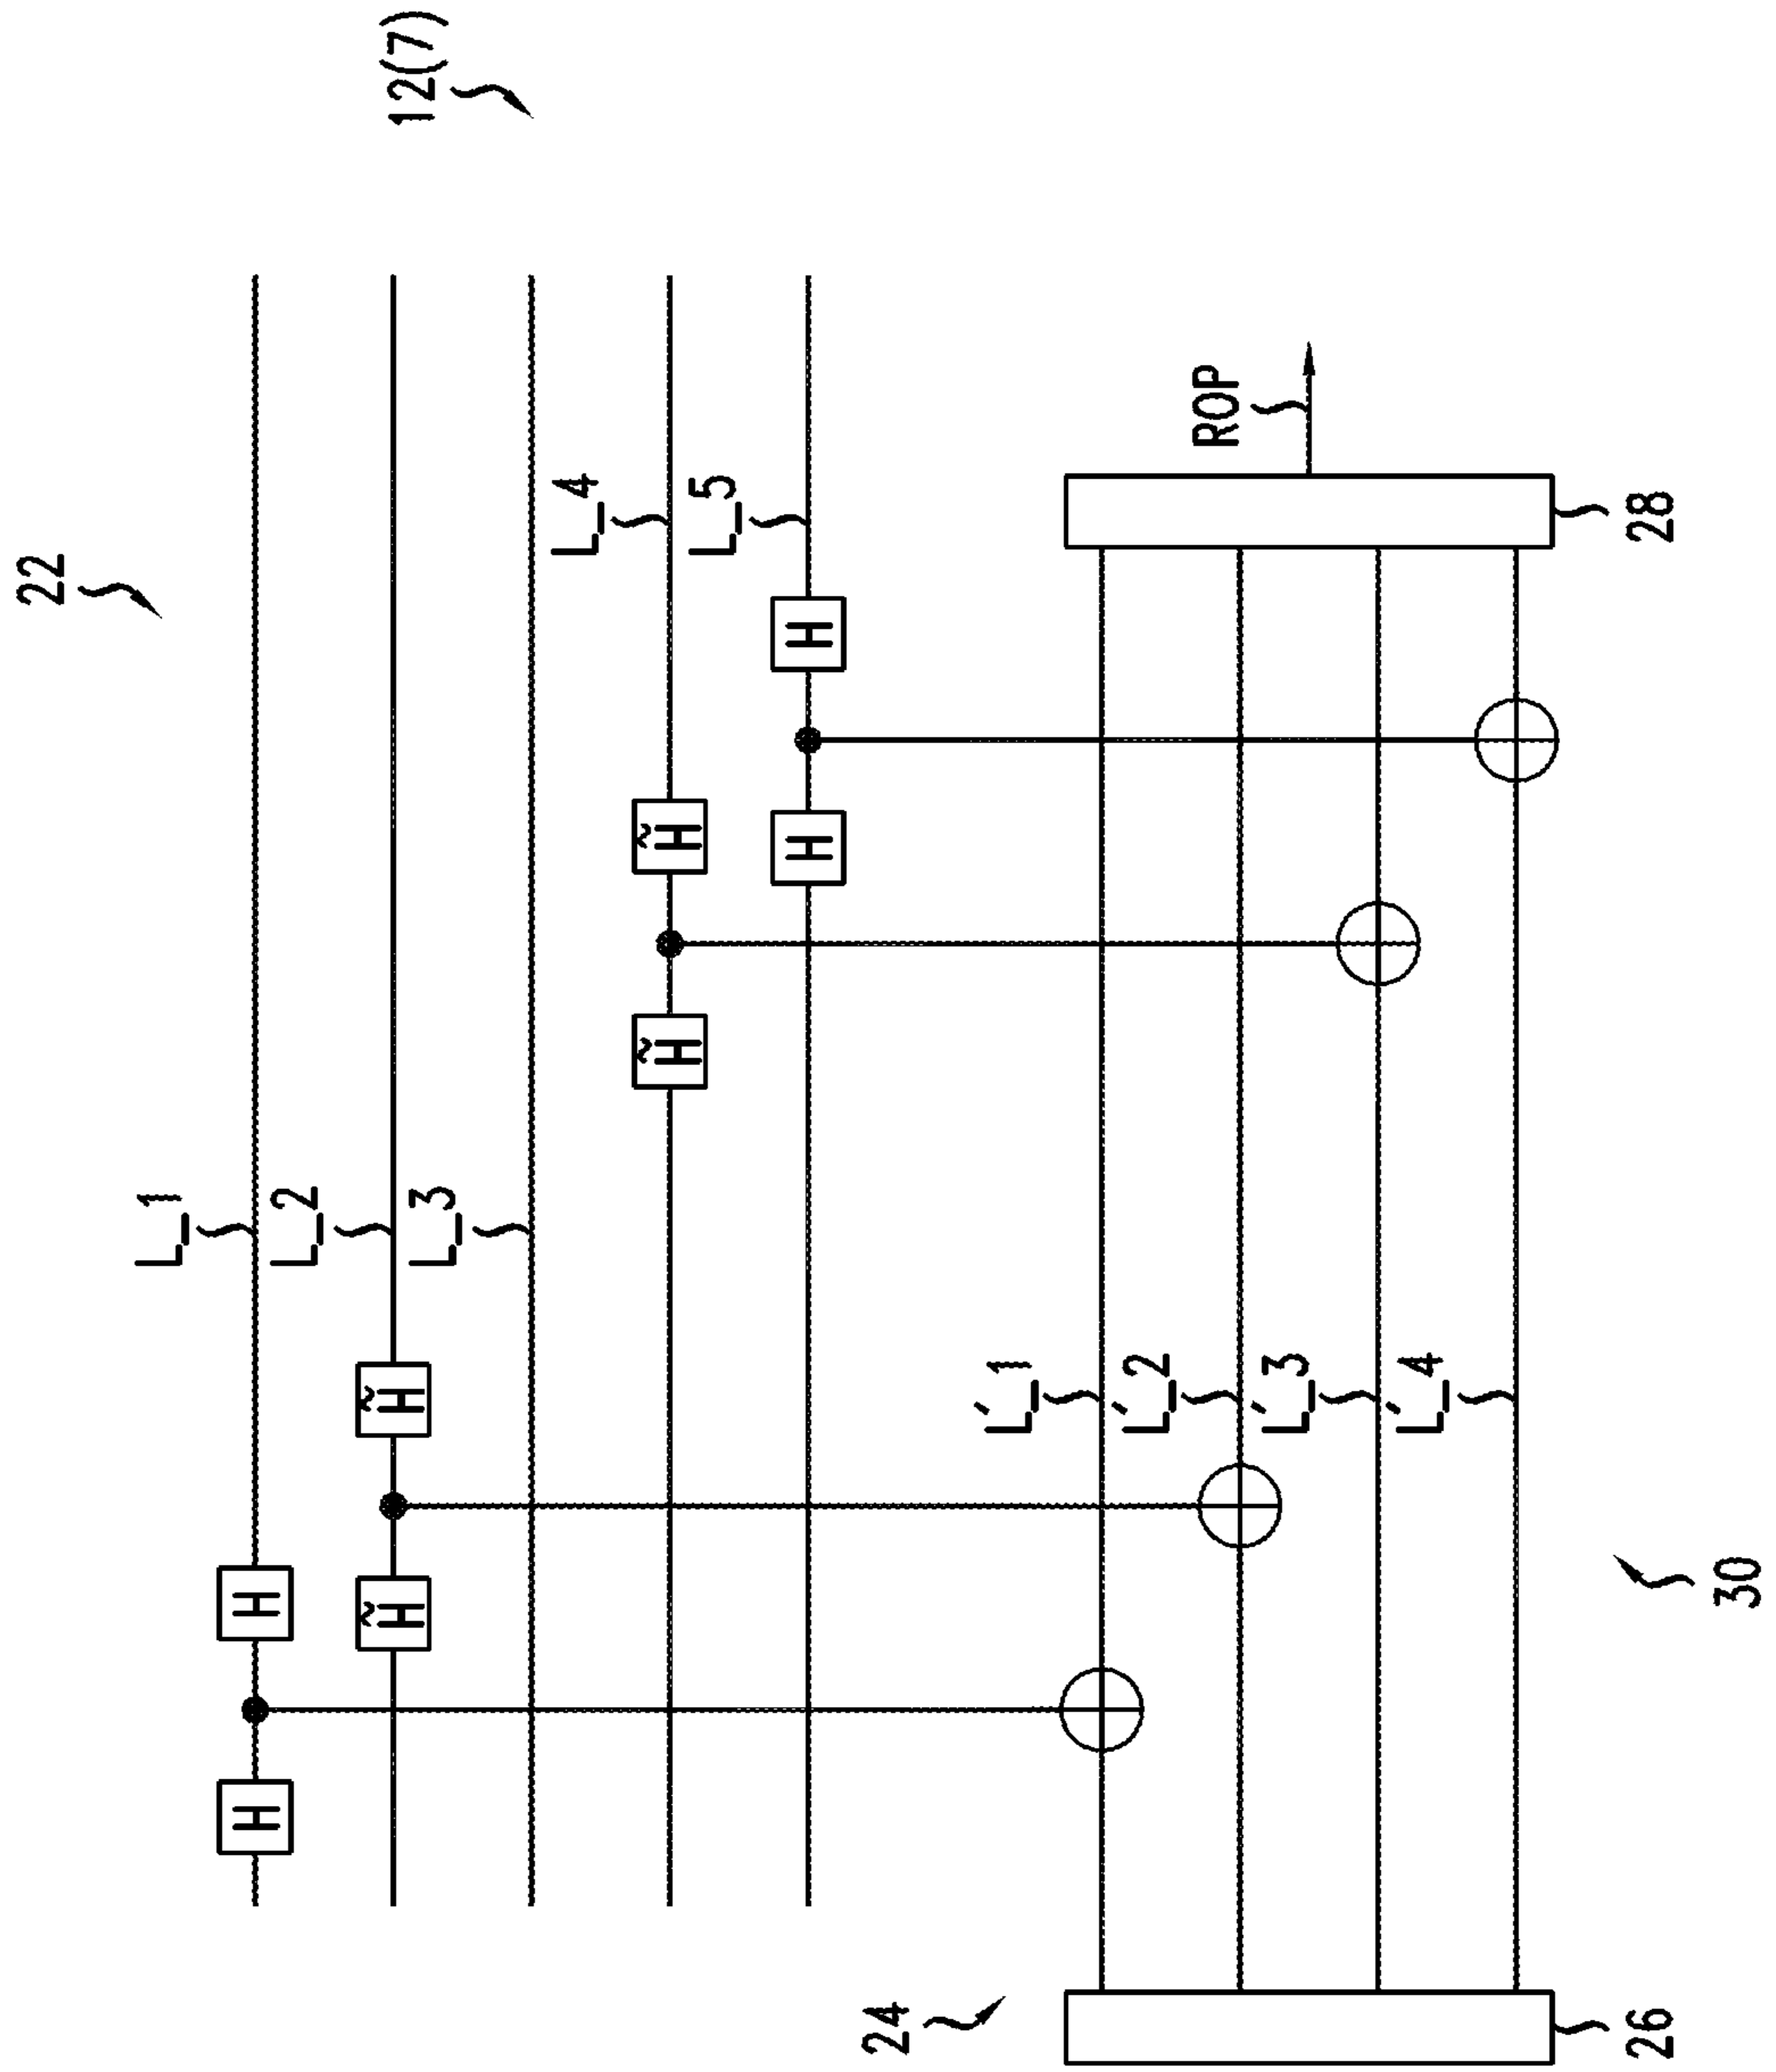 22
L_1
H H
L_2
H̃ H̃
12(7)
L_3
L_4
H̃ H̃
L_5
H H
24
L'_1
L'_2
ROP
L'_3
L'_4
26
28
30